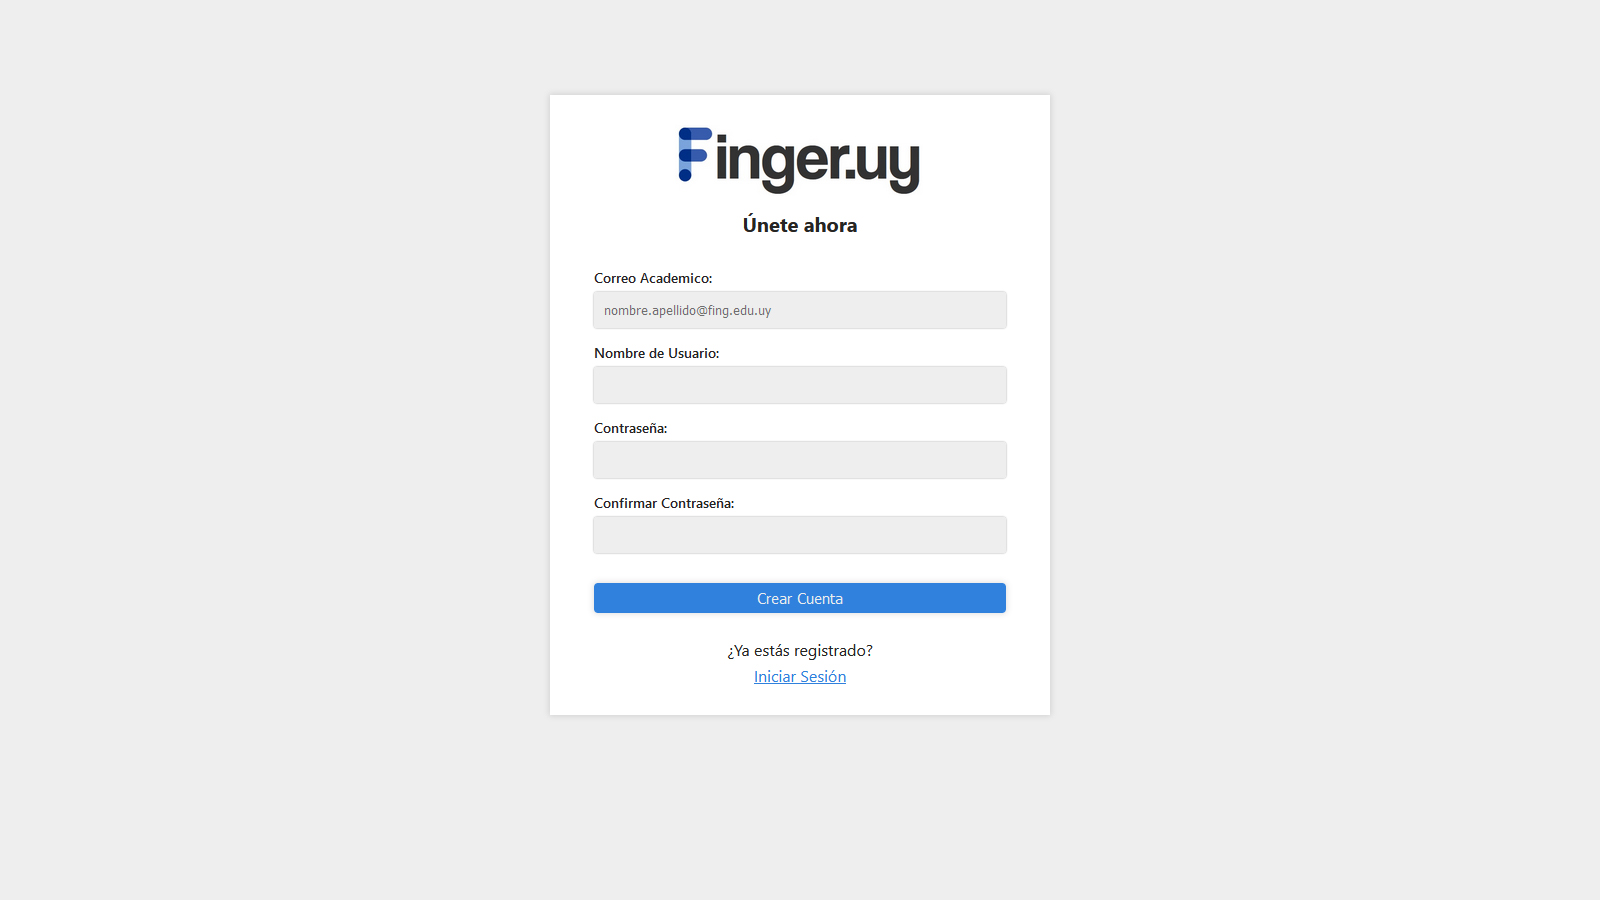 Finger.uy
Únete ahora
Correo Academico:
nombre.apellido@fing.edu.uy
Nombre de Usuario:
Contraseña:
Confirmar Contraseña:
Crear Cuenta
¿Ya estás registrado?
Iniciar Sesión